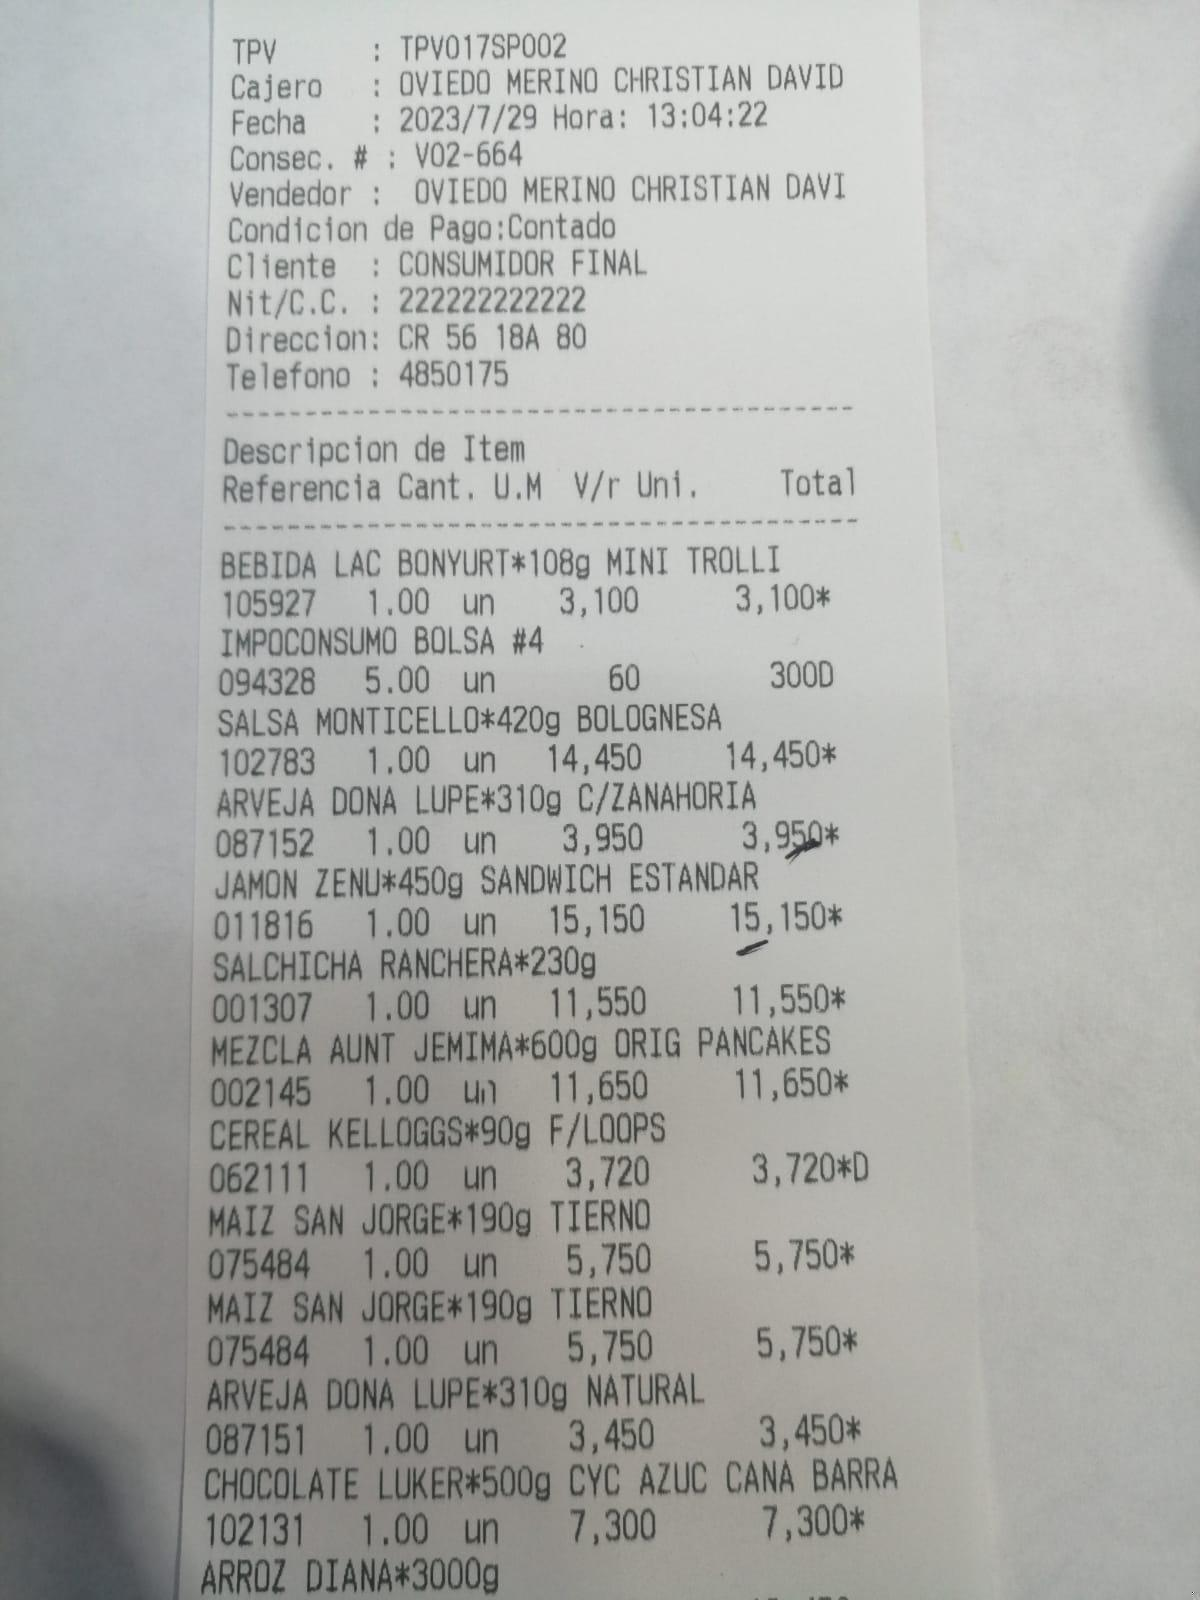 TPV : TPV017SP002
Cajero : OVIEDO MERINO CHRISTIAN DAVID
Fecha : 2023/7/29 Hora: 13:04:22
Consec. # : V02-664
Vendedor : OVIEDO MERINO CHRISTIAN DAVI
Condicion de Pago:Contado
Cliente : CONSUMIDOR FINAL
Nit/C.C. : 222222222222
Direccion: CR 56 18A 80
Telefono : 4850175
----------------------------------------
Descripcion de Item
Referencia Cant. U.M V/r Uni. Total
----------------------------------------
BEBIDA LAC BONYURT*108g MINI TROLLI
105927 1.00 un 3,100 3,100*
IMPOCONSUMO BOLSA #4
094328 5.00 un 60 300D
SALSA MONTICELLO*420g BOLOGNESA
102783 1.00 un 14,450 14,450*
ARVEJA DONA LUPE*310g C/ZANAHORIA
087152 1.00 un 3,950 3,950*
JAMON ZENU*450g SANDWICH ESTANDAR
011816 1.00 un 15,150 15,150*
SALCHICHA RANCHERA*230g
001307 1.00 un 11,550 11,550*
MEZCLA AUNT JEMIMA*600g ORIG PANCAKES
002145 1.00 un 11,650 11,650*
CEREAL KELLOGGS*90g F/LOOPS
062111 1.00 un 3,720 3,720*D
MAIZ SAN JORGE*190g TIERNO
075484 1.00 un 5,750 5,750*
MAIZ SAN JORGE*190g TIERNO
075484 1.00 un 5,750 5,750*
ARVEJA DONA LUPE*310g NATURAL
087151 1.00 un 3,450 3,450*
CHOCOLATE LUKER*500g CYC AZUC CANA BARRA
102131 1.00 un 7,300 7,300*
ARROZ DIANA*3000g